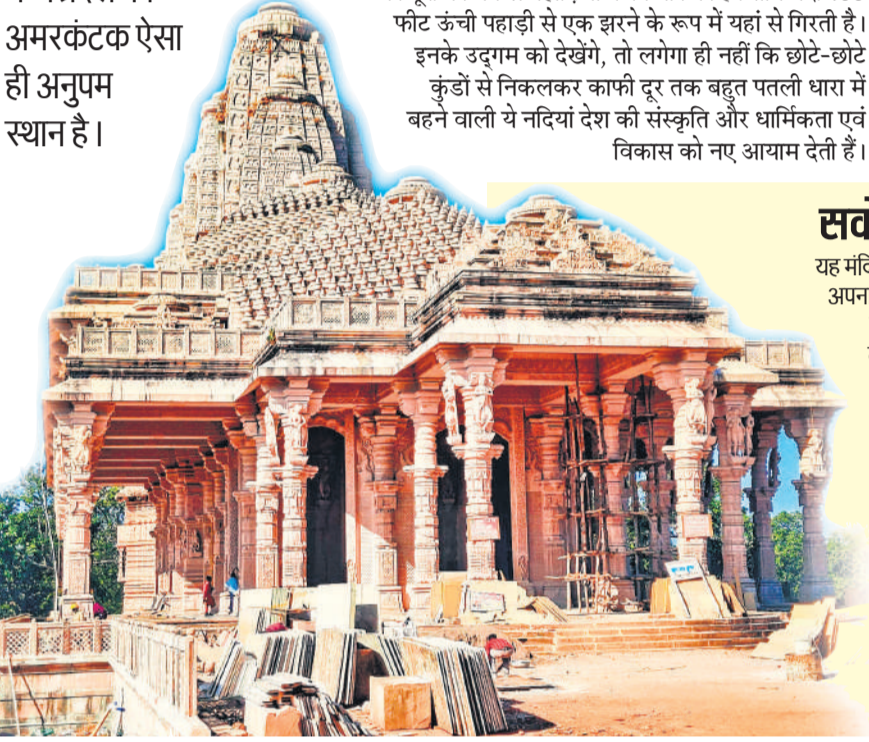 अमरकंटक ऐसा
ही अनुपम
स्थान है।
फीट ऊंची पहाड़ी से एक झरने के रूप में यहां से गिरती है।
इनके उद्गम को देखेंगे, तो लगेगा ही नहीं कि छोटे-छोटे
कुंडों से निकलकर काफी दूर तक बहुत पतली धारा में
बहने वाली ये नदियां देश की संस्कृति और धार्मिकता एवं
विकास को नए आयाम देती हैं।
यह